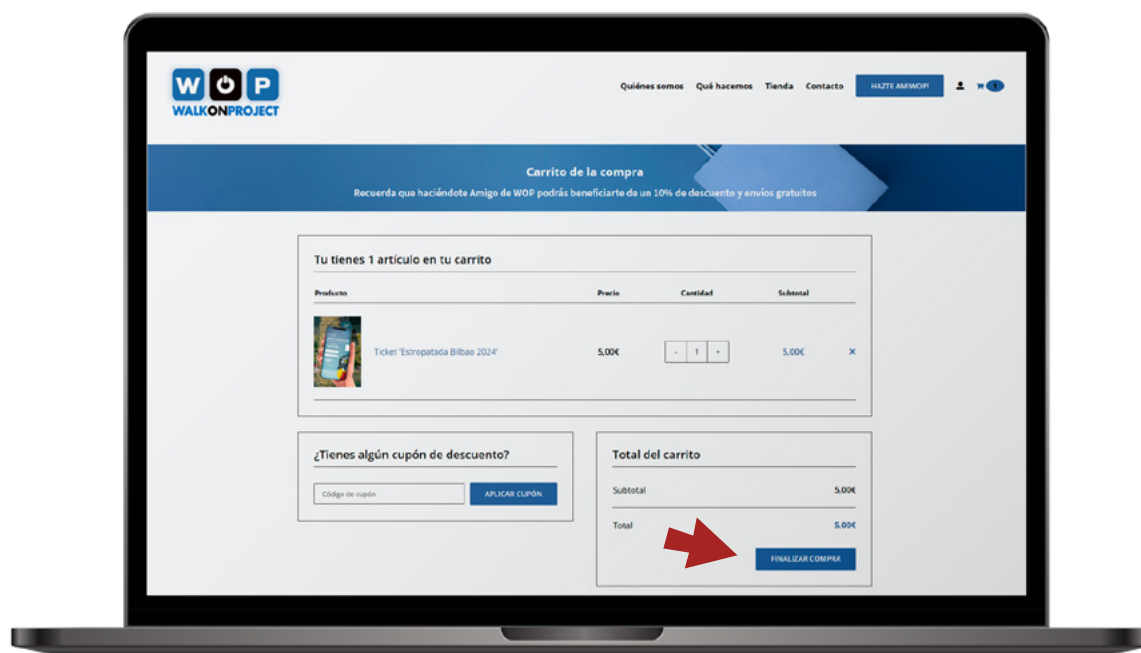 WOP
WALKONPROJECT
Quiénes somos Qué hacemos Tienda Contacto HAZTE AMIWOP! 1
Carrito de la compra
Recuerda que haciéndote Amigo de WOP podrás beneficiarte de un 10% de descuento y envíos gratuitos
Tu tienes 1 artículo en tu carrito
Producto Precio Cantidad Subtotal
Ticket 'Estropatada Bilbao 2024' 5,00€ - 1 + 5,00€ ×
¿Tienes algún cupón de descuento?
Código de cupón APLICAR CUPÓN
Total del carrito
Subtotal 5,00€
Total 5,00€
FINALIZAR COMPRA